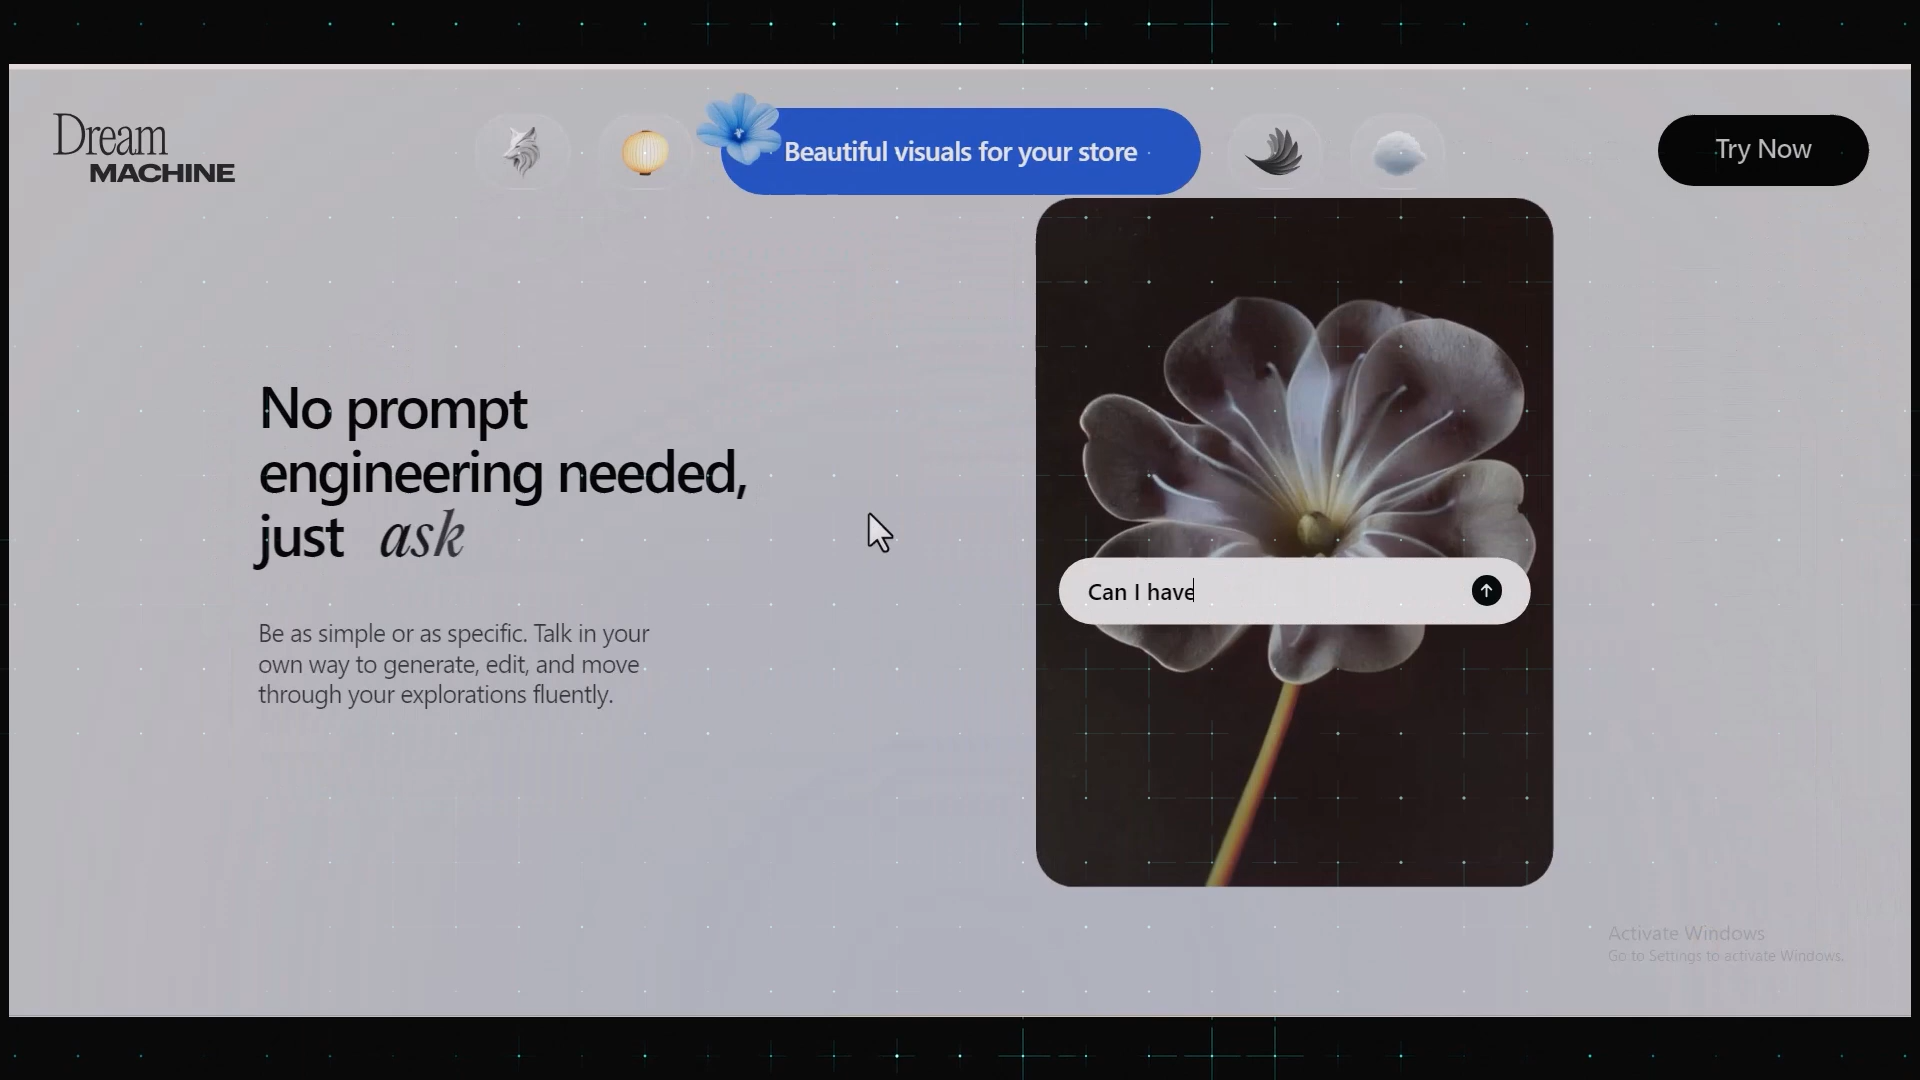 Dream
MACHINE
Beautiful visuals for your store
Try Now
No prompt
engineering needed,
just ask
Be as simple or as specific. Talk in your
own way to generate, edit, and move
through your explorations fluently.
Can I have
Activate Windows
Go to Settings to activate Windows.